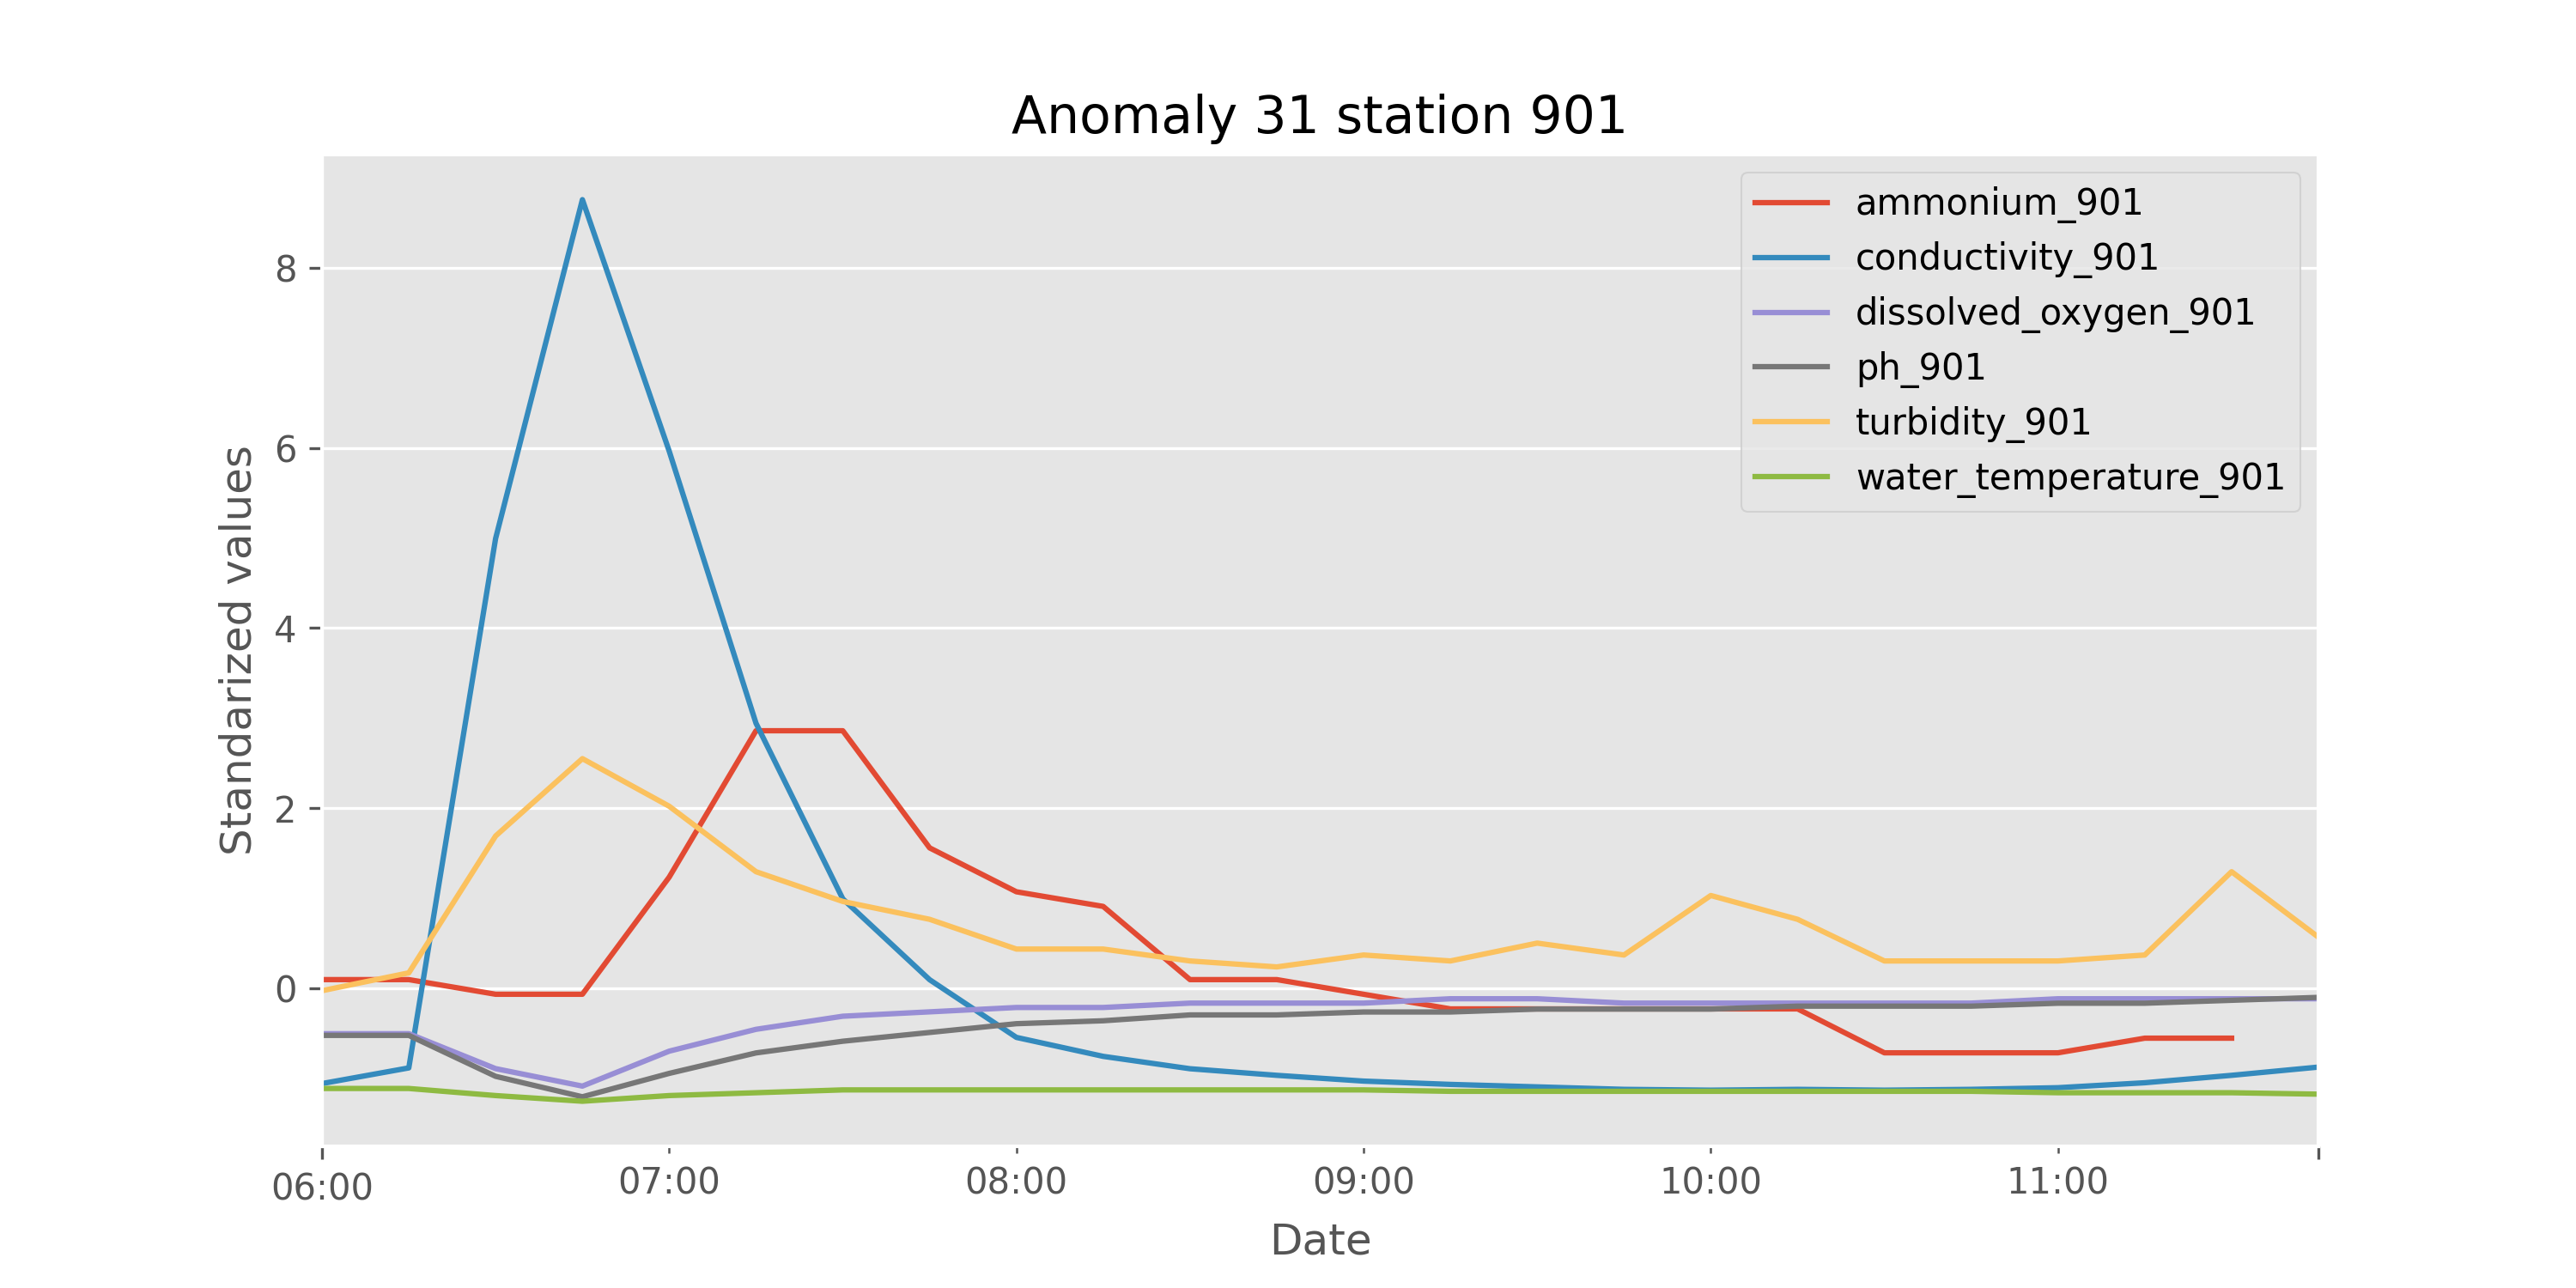 Anomaly 31 station 901
ammonium_901
conductivity_901
dissolved_oxygen_901
ph_901
turbidity_901
water_temperature_901
Standarized values
8
6
4
2
0
06:00
07:00
08:00
09:00
10:00
11:00
Date